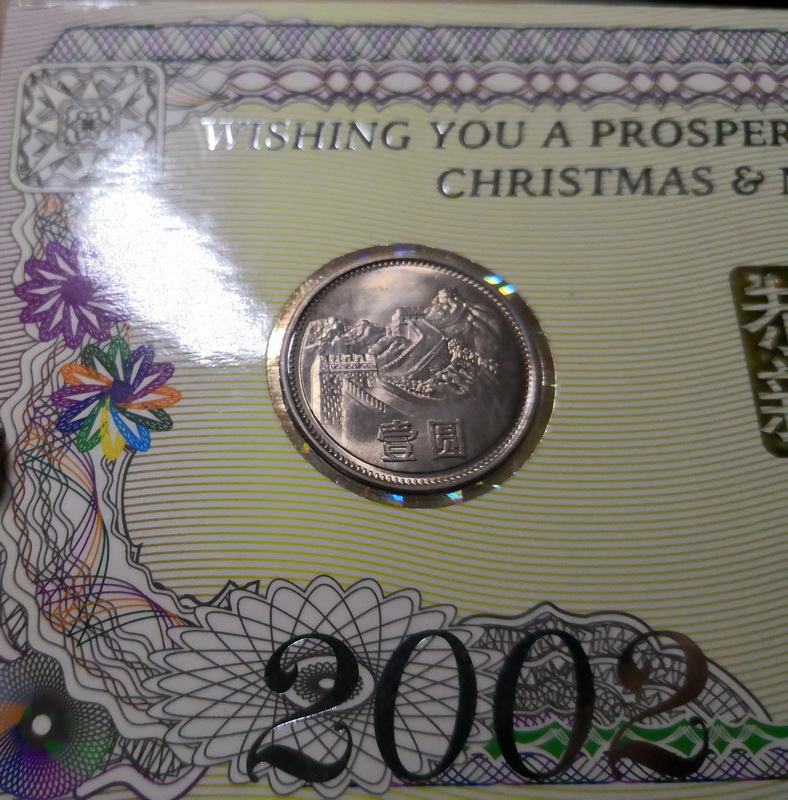 WISHING YOU A PROSPER
CHRISTMAS &
壹圆
2002